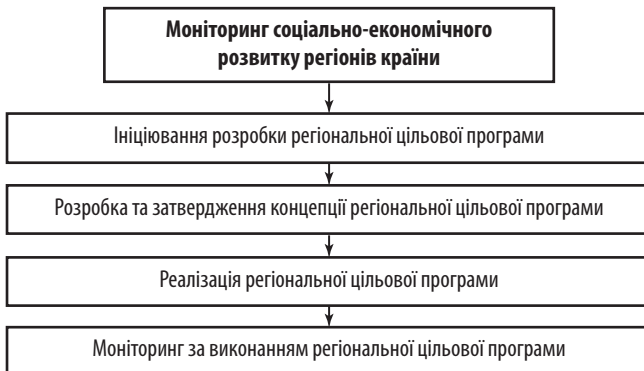 Моніторинг соціально-економічного
розвитку регіонів країни
Ініціювання розробки регіональної цільової програми
Розробка та затвердження концепції регіональної цільової програми
Реалізація регіональної цільової програми
Моніторинг за виконанням регіональної цільової програми